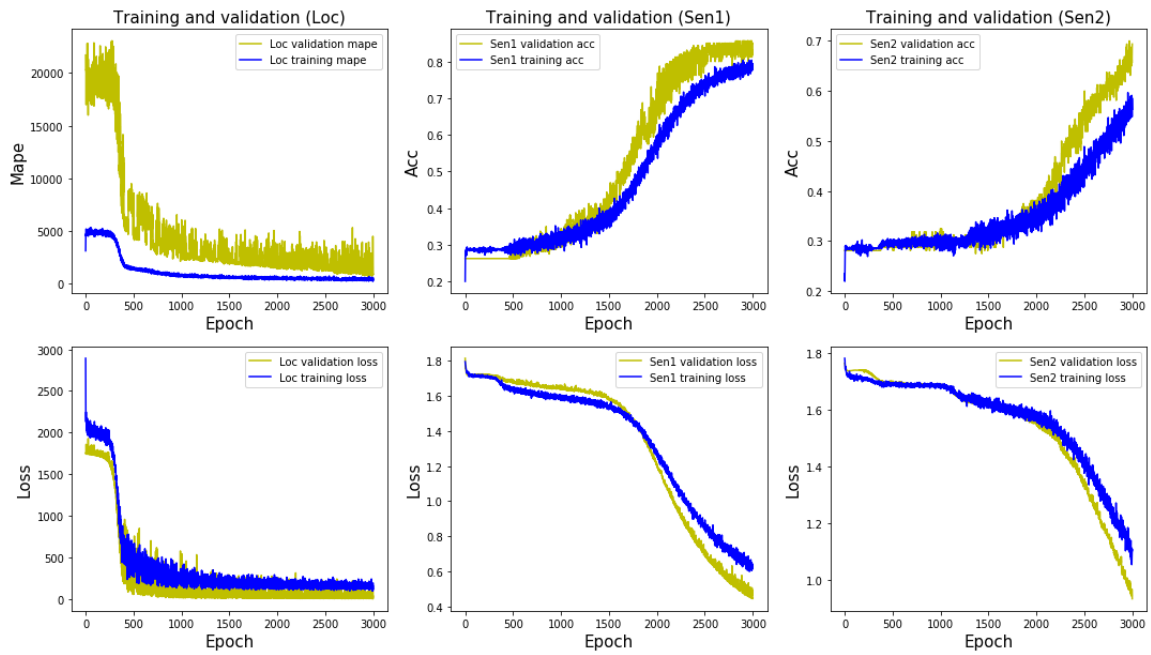 Training and validation (Loc)
Loc validation mape
Loc training mape
Mape
20000
15000
10000
5000
0
0 500 1000 1500 2000 2500 3000
Epoch
Training and validation (Sen1)
Sen1 validation acc
Sen1 training acc
Acc
0.8
0.7
0.6
0.5
0.4
0.3
0.2
0 500 1000 1500 2000 2500 3000
Epoch
Training and validation (Sen2)
Sen2 validation acc
Sen2 training acc
Acc
0.7
0.6
0.5
0.4
0.3
0.2
0 500 1000 1500 2000 2500 3000
Epoch
Loc validation loss
Loc training loss
Loss
3000
2500
2000
1500
1000
500
0
0 500 1000 1500 2000 2500 3000
Epoch
Sen1 validation loss
Sen1 training loss
Loss
1.8
1.6
1.4
1.2
1.0
0.8
0.6
0.4
0 500 1000 1500 2000 2500 3000
Epoch
Sen2 validation loss
Sen2 training loss
Loss
1.8
1.6
1.4
1.2
1.0
0 500 1000 1500 2000 2500 3000
Epoch